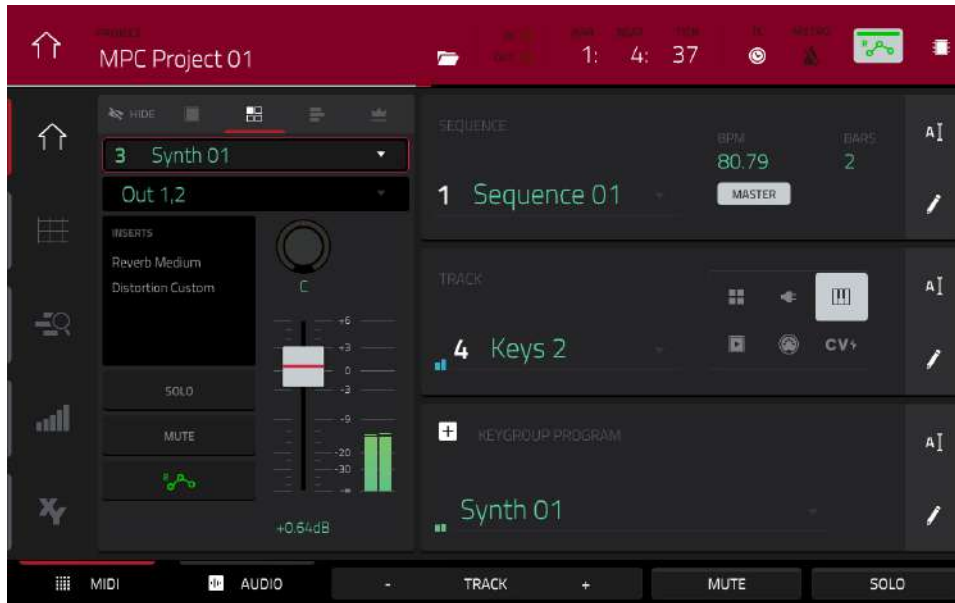 PROJECT
MPC Project 01
1: 4: 37
HIDE
3 Synth 01
Out 1,2
INSERTS
Reverb Medium
Distortion Custom
C
+6
+3
0
-3
-9
-20
-30
-∞
SOLO
MUTE
+0.64dB
SEQUENCE
BPM
BARS
80.79
2
1 Sequence 01
MASTER
TRACK
4 Keys 2
CV
KEYGROUP PROGRAM
Synth 01
XY
MIDI
AUDIO
- TRACK +
MUTE
SOLO